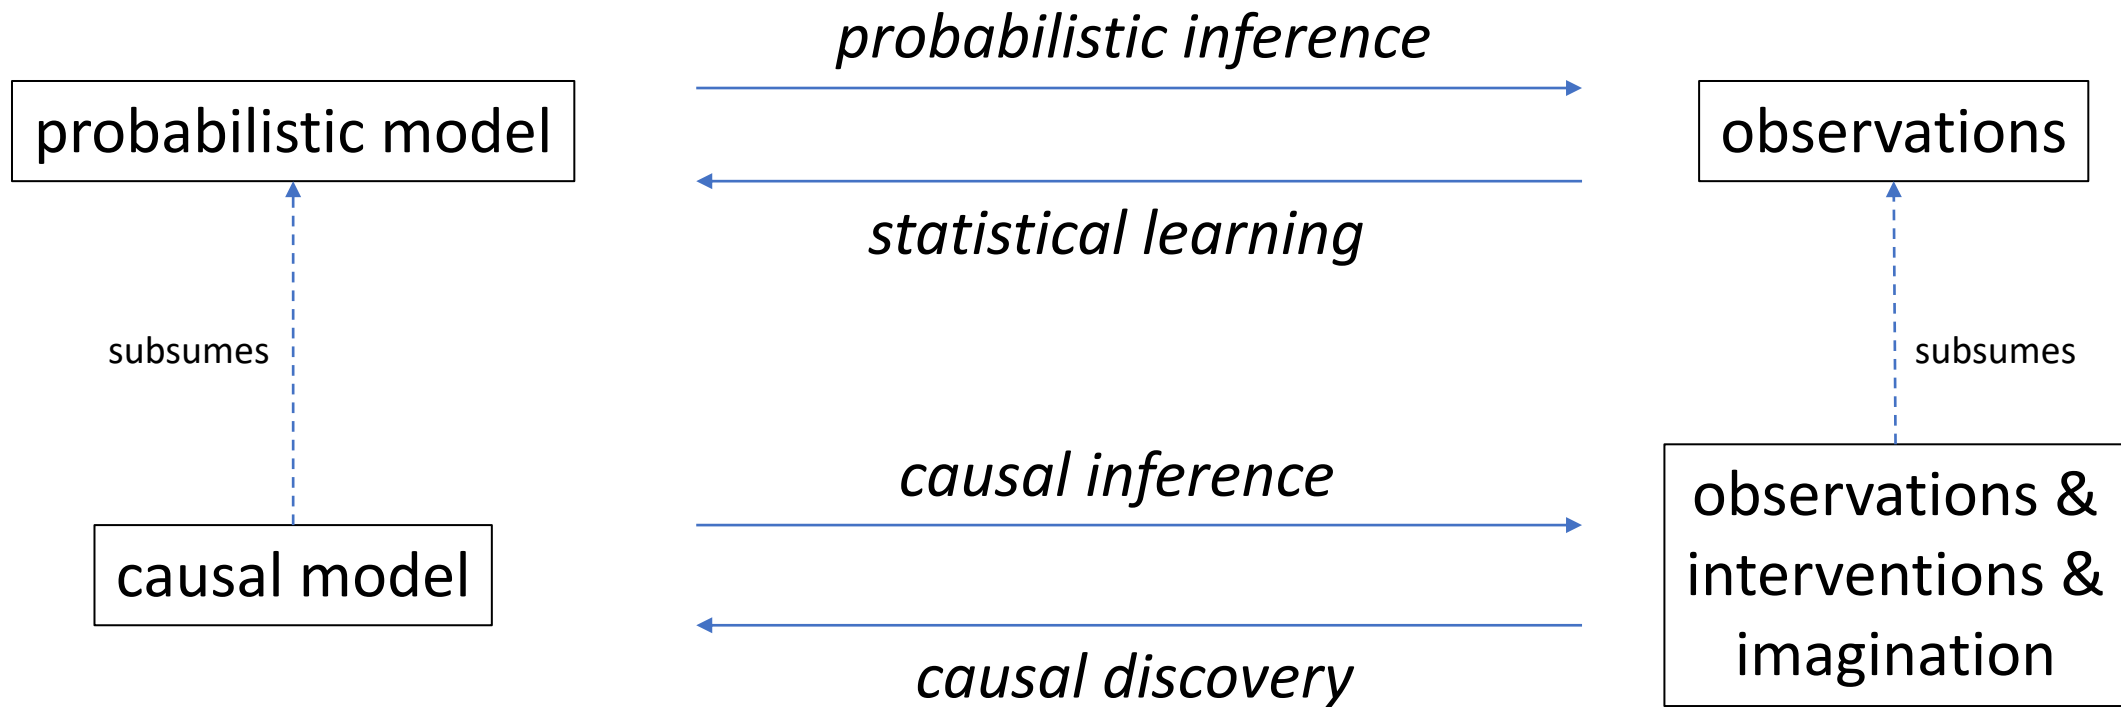 probabilistic inference
probabilistic model
observations
statistical learning
subsumes
subsumes
causal inference
causal model
observations &
interventions &
imagination
causal discovery